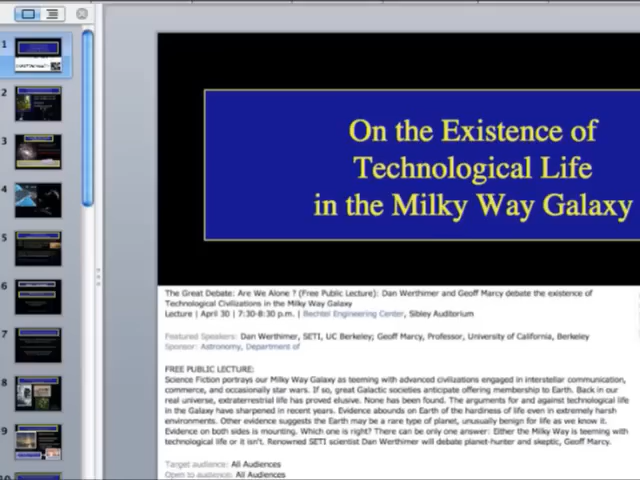 1
2
3
4
5
6
7
8
9
On the Existence of
Technological Life
in the Milky Way Galaxy
The Great Debate: Are We Alone ? (Free Public Lecture): Dan Werthimer and Geoff Marcy debate the existence of
Technological Civilizations in the Milky Way Galaxy
Lecture | April 30 | 7:30-8:30 p.m. | Bechtel Engineering Center, Sibley Auditorium
Featured Speakers: Dan Werthimer, SETI, UC Berkeley; Geoff Marcy, Professor, University of California, Berkeley
Sponsor: Astronomy, Department of
FREE PUBLIC LECTURE:
Science Fiction portrays our Milky Way Galaxy as teeming with advanced civilizations engaged in interstellar communication,
commerce, and occasionally star wars. If so, great Galactic societies anticipate offering membership to Earth. Back in our
real universe, extraterrestrial life has proved elusive. None has been found. The arguments for and against technological life
in the Galaxy have sharpened in recent years. Evidence abounds on Earth of the hardiness of life even in extremely harsh
environments. Other evidence suggests the Earth may be a rare type of planet, unusually benign for life as we know it.
Evidence on both sides is mounting. Which one is right? There can be only one answer: Either the Milky Way is teeming with
technological life or it isn't. Renowned SETI scientist Dan Werthimer will debate planet-hunter and skeptic, Geoff Marcy.
Target audience: All Audiences
Open to audience: All Audiences